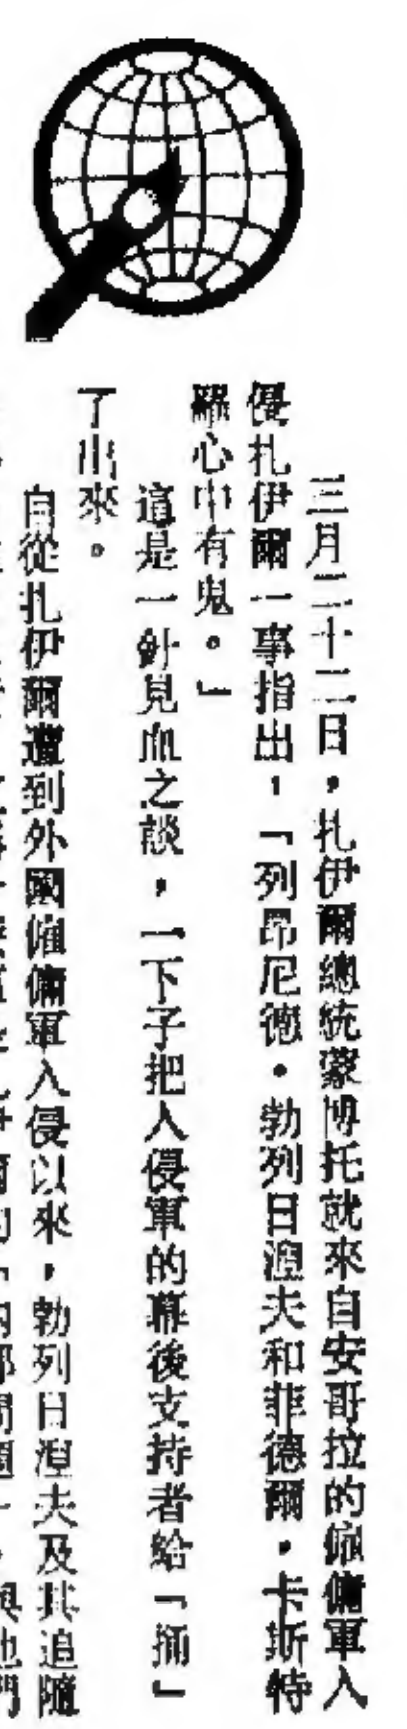 三月二十二日，扎伊爾總統蒙博托就來自安哥拉的僱傭軍入
侵扎伊爾一事指出：「列昂尼德·勃列日湼夫和菲德爾·卡斯特
羅心中有鬼。」
這是一針見血之談，一下子把入侵軍的幕後支持者給「捅」
了出來。
自從扎伊爾遭到外國僱傭軍入侵以來，勃列日湼夫及其追隨